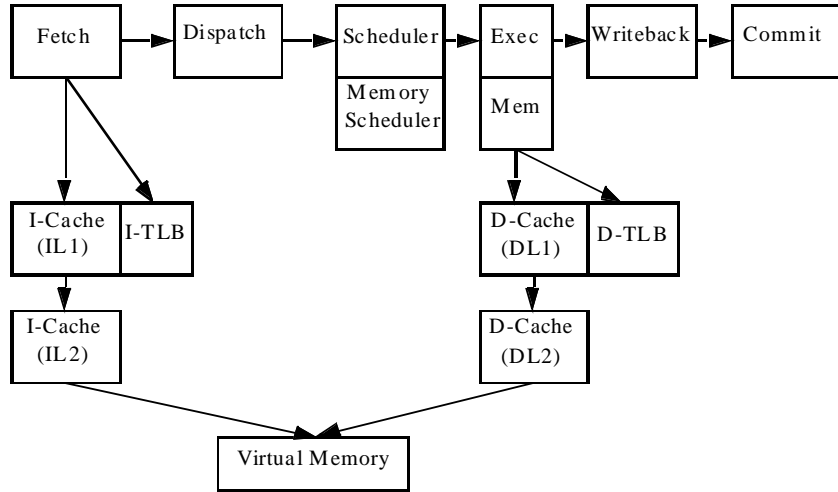 Fetch
Dispatch
Scheduler
Exec
Writeback
Commit
Memory
Scheduler
Mem
I-Cache
(IL1)
I-TLB
D-Cache
(DL1)
D-TLB
I-Cache
(IL2)
D-Cache
(DL2)
Virtual Memory